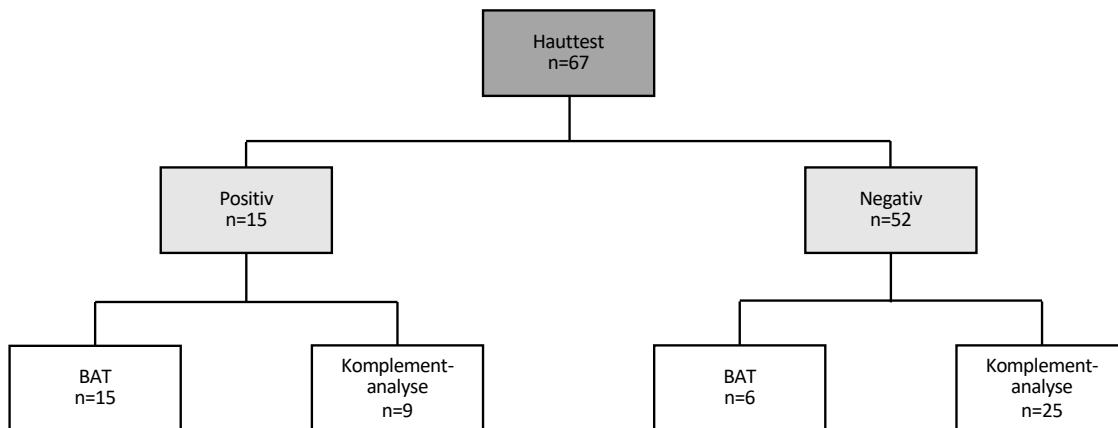 Hauttest
n=67
Positiv
n=15
Negativ
n=52
BAT
n=15
Komplement-
analyse
n=9
BAT
n=6
Komplement-
analyse
n=25